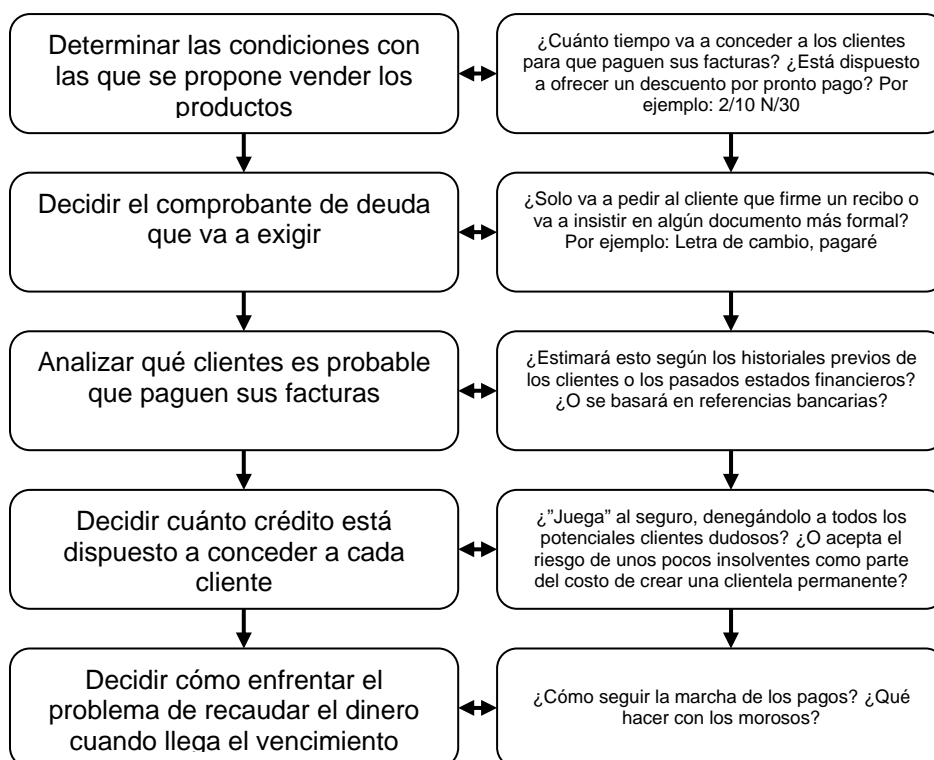 Determinar las condiciones con
las que se propone vender los
productos
¿Cuánto tiempo va a conceder a los clientes
para que paguen sus facturas? ¿Está dispuesto
a ofrecer un descuento por pronto pago? Por
ejemplo: 2/10 N/30
Decidir el comprobante de deuda
que va a exigir
¿Solo va a pedir al cliente que firme un recibo o
va a insistir en algún documento más formal?
Por ejemplo: Letra de cambio, pagaré
Analizar qué clientes es probable
que paguen sus facturas
¿Estimará esto según los historiales previos de
los clientes o los pasados estados financieros?
¿O se basará en referencias bancarias?
Decidir cuánto crédito está
dispuesto a conceder a cada
cliente
¿”Juega” al seguro, denegándolo a todos los
potenciales clientes dudosos? ¿O acepta el
riesgo de unos pocos insolventes como parte
del costo de crear una clientela permanente?
Decidir cómo enfrentar el
problema de recaudar el dinero
cuando llega el vencimiento
¿Cómo seguir la marcha de los pagos? ¿Qué
hacer con los morosos?